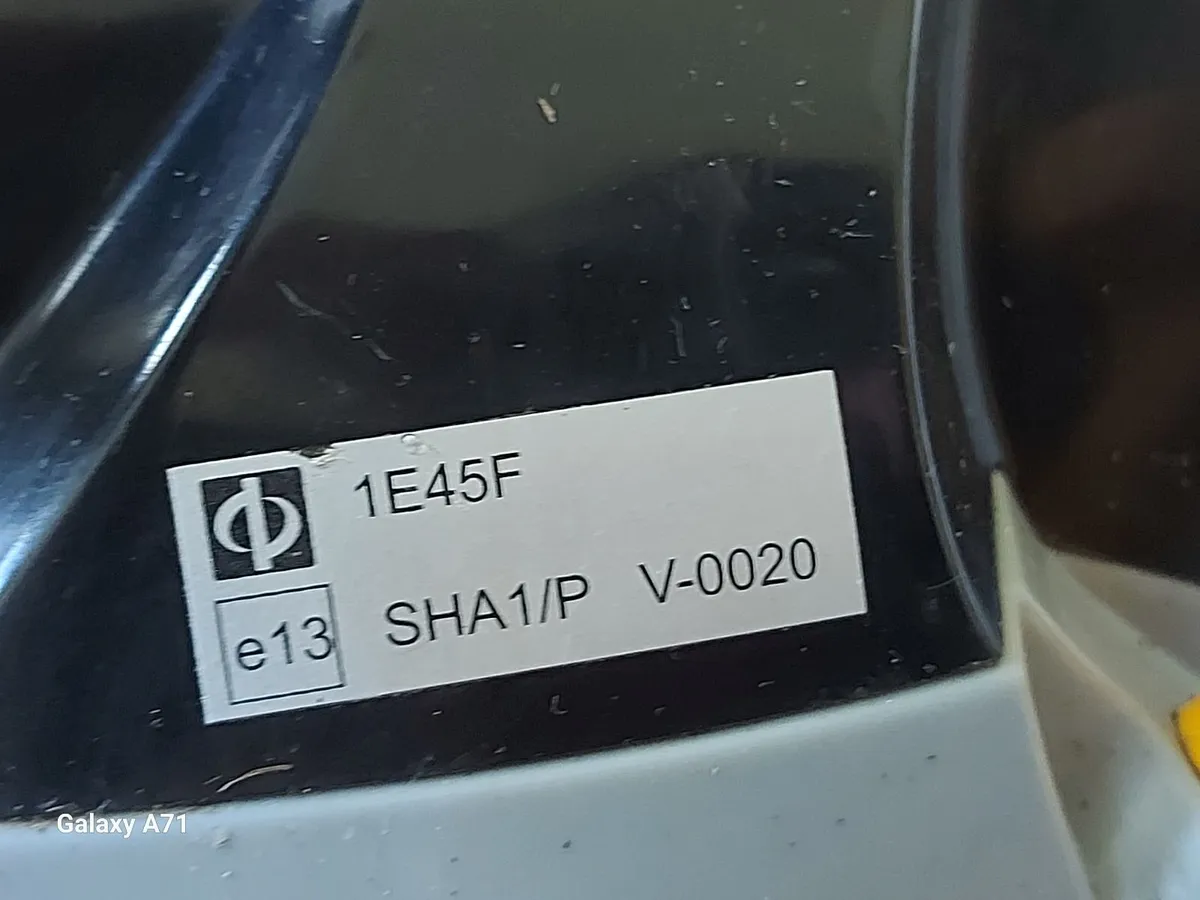 1E45F
e13 SHA1/P V-0020
Galaxy A71